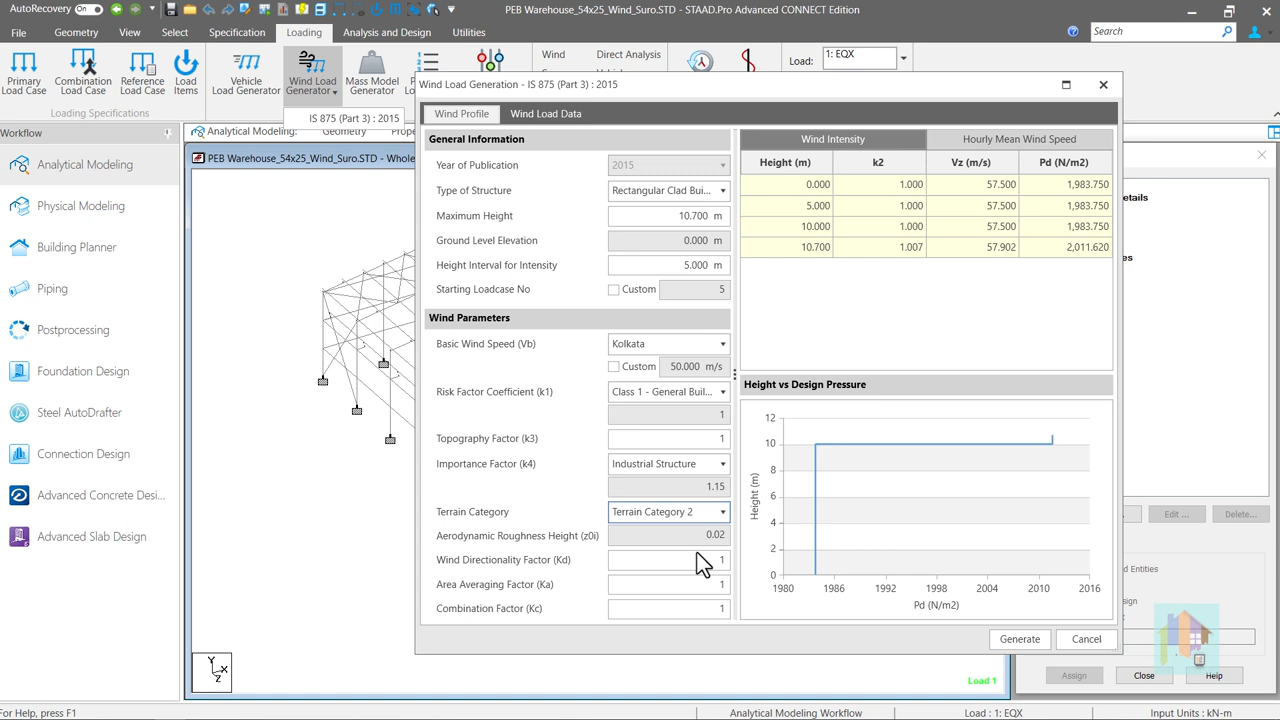 AutoRecovery On PEB Warehouse_54x25_Wind_Suro.STD - STAAD.Pro Advanced CONNECT Edition
File Geometry View Select Specification Loading Analysis and Design Utilities Search
Primary Load Case
Combination Load Case
Reference Load Case
Load Items
Vehicle Load Generator
Wind Load Generator
Mass Model Generator
Wind Direct Analysis
Load: 1: EQX
Loading Specifications
IS 875 (Part 3) : 2015
Workflow
Analytical Modeling: Geometry
PEB Warehouse_54x25_Wind_Suro.STD - Whole
Analytical Modeling
Physical Modeling
Building Planner
Piping
Postprocessing
Foundation Design
Steel AutoDrafter
Connection Design
Advanced Concrete Desi...
Advanced Slab Design
Wind Load Generation - IS 875 (Part 3) : 2015
Wind Profile Wind Load Data
General Information
Year of Publication 2015
Type of Structure Rectangular Clad Bui...
Maximum Height 10.700 m
Ground Level Elevation 0.000 m
Height Interval for Intensity 5.000 m
Starting Loadcase No Custom 5
Wind Parameters
Basic Wind Speed (Vb) Kolkata
Custom 50.000 m/s
Risk Factor Coefficient (k1) Class 1 - General Buil...
1
Topography Factor (k3) 1
Importance Factor (k4) Industrial Structure
1.15
Terrain Category Terrain Category 2
Aerodynamic Roughness Height (z0i) 0.02
Wind Directionality Factor (Kd) 1
Area Averaging Factor (Ka) 1
Combination Factor (Kc) 1
Wind Intensity Hourly Mean Wind Speed
Height (m) k2 Vz (m/s) Pd (N/m2)
0.000 1.000 57.500 1,983.750
5.000 1.000 57.500 1,983.750
10.000 1.000 57.500 1,983.750
10.700 1.007 57.902 2,011.620
Height vs Design Pressure
Height (m)
12
10
8
6
4
2
0
1980 1986 1992 1998 2004 2010 2016
Pd (N/m2)
Generate Cancel
Edit ... Delete...
Assign Close Help
Y
X
Z
Load 1
For Help, press F1 Analytical Modeling Workflow Load : 1: EQX Input Units : kN-m